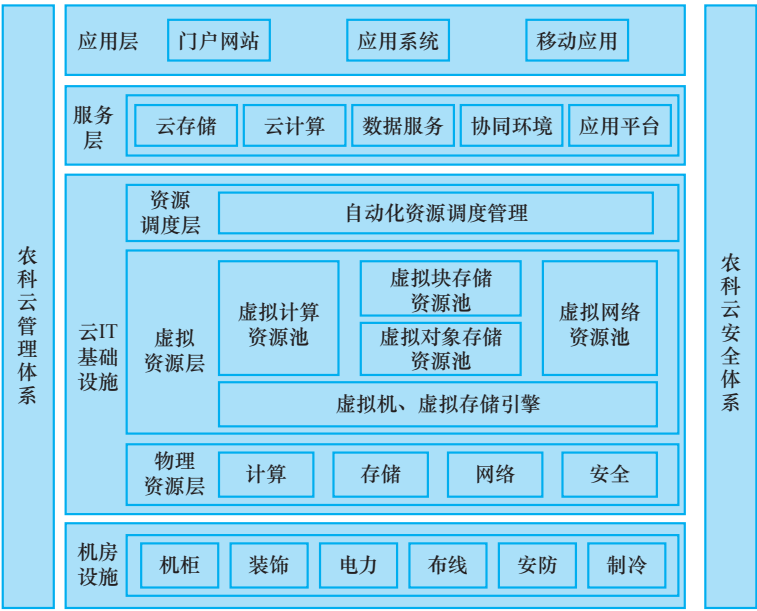 农科云管理体系
应用层 门户网站 应用系统 移动应用
服务
层
云存储 云计算 数据服务 协同环境 应用平台
云IT
基础
设施
资源
调度层
自动化资源调度管理
虚拟
资源层
虚拟计算
资源池
虚拟块存储
资源池
虚拟对象存储
资源池
虚拟网络
资源池
虚拟机、虚拟存储引擎
物理
资源层
计算 存储 网络 安全
机房
设施
机柜 装饰 电力 布线 安防 制冷
农科云安全体系